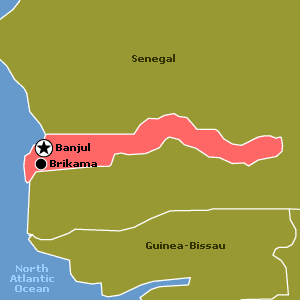 Senegal
Banjul
Brikama
Guinea-Bissau
North
Atlantic
Ocean